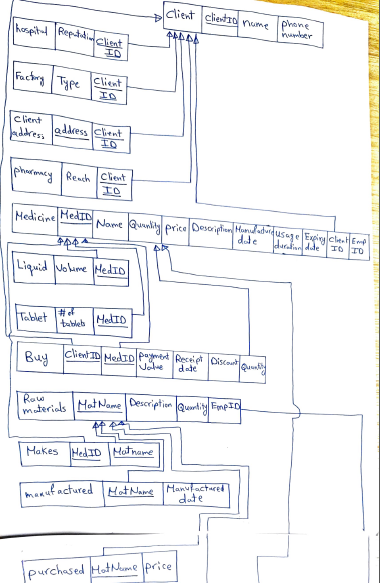 Client ClientID name phone number
hospital Reputation Client ID
Factory Type Client ID
Client address address Client ID
pharmacy Reach Client ID
Medicine MedID Name Quantity price Description Manufacture date Usage duration Expiry date Client ID Emp ID
Liquid Volume MedID
Tablet # of tablets MedID
Buy ClientID MedID payment Value Receipt date Discount Quantity
Raw materials MatName Description Quantity EmpID
Makes MedID Matname
manufactured MatName Manufactured date
purchased MatName price